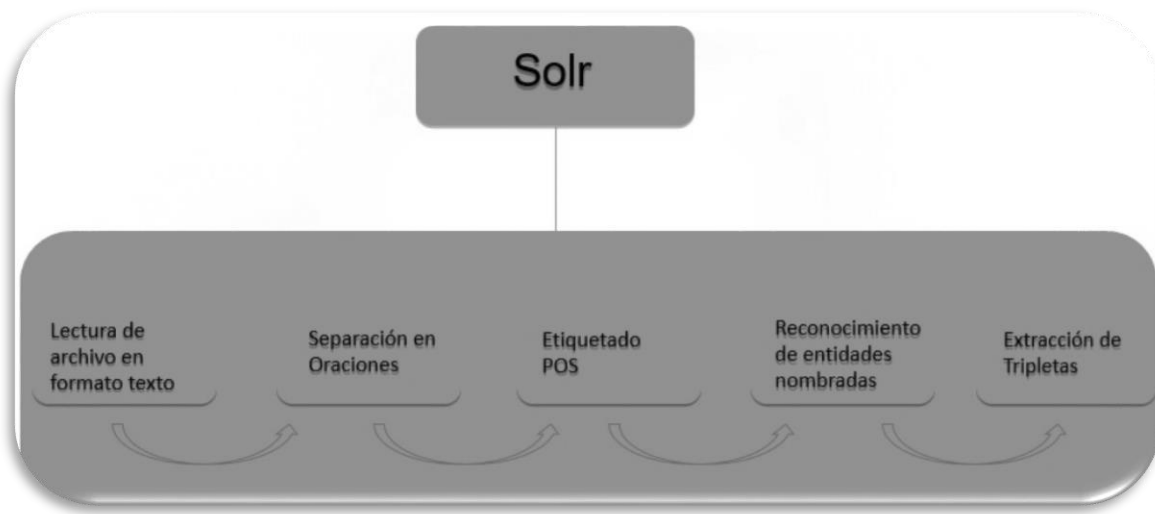 Solr
Lectura de
archivo en
formato texto
Separación en
Oraciones
Etiquetado
POS
Reconocimiento
de entidades
nombradas
Extracción de
Tripletas